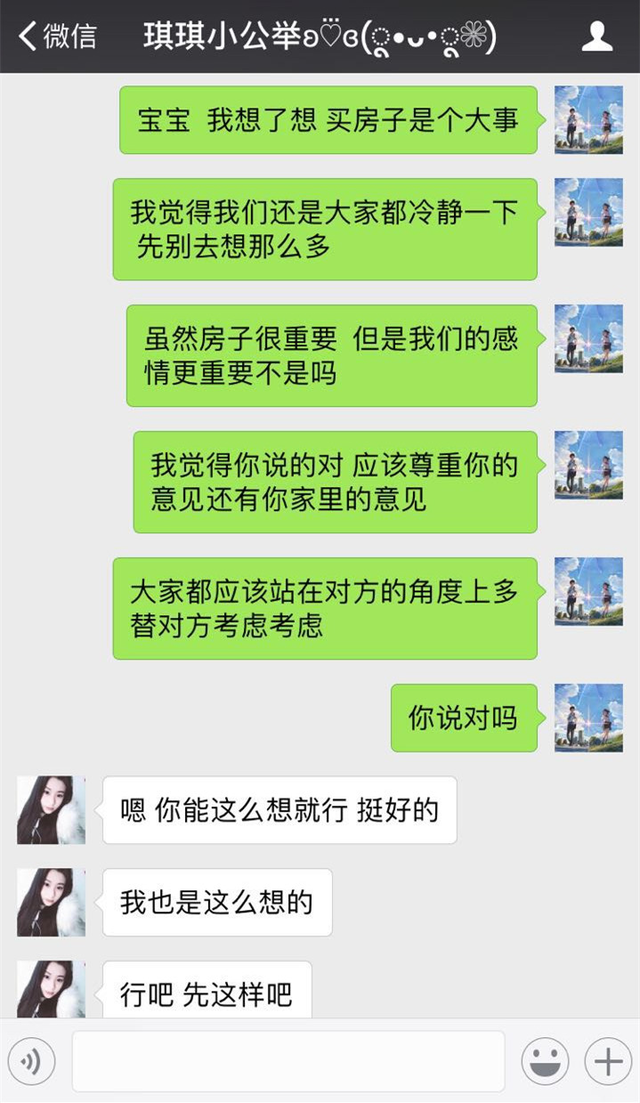 微信
琪琪小公举ʚ♡⃛ɞ(ू•ᴗ•ू❁)
宝宝 我想了想 买房子是个大事
我觉得我们还是大家都冷静一下
先别去想那么多
虽然房子很重要 但是我们的感
情更重要不是吗
我觉得你说的对 应该尊重你的
意见还有你家里的意见
大家都应该站在对方的角度上多
替对方考虑考虑
你说对吗
嗯 你能这么想就行 挺好的
我也是这么想的
行吧 先这样吧